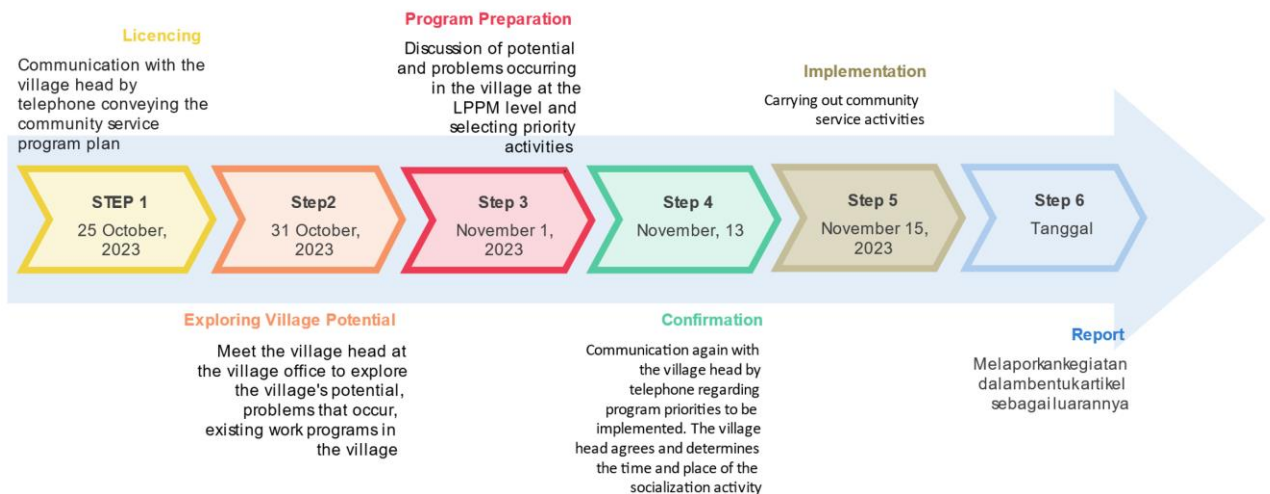 Licencing
Communication with the
village head by
telephone conveying the
community service
program plan
STEP 1
25 October,
2023
Step2
31 October,
2023
Exploring Village Potential
Meet the village head at
the village office to explore
the village's potential,
problems that occur,
existing work programs in
the village
Program Preparation
Discussion of potential
and problems occurring
in the village at the
LPPM level and
selecting priority
activities
Step 3
November 1,
2023
Step 4
November, 13
Confirmation
Communication again with
the village head by
telephone regarding
program priorities to be
implemented. The village
head agrees and determines
the time and place of the
socialization activity
Implementation
Carrying out community
service activities
Step 5
November 15,
2023
Step 6
Tanggal
Report
Melaporkankegiatan
dalambentukartikel
sebagailuarannya